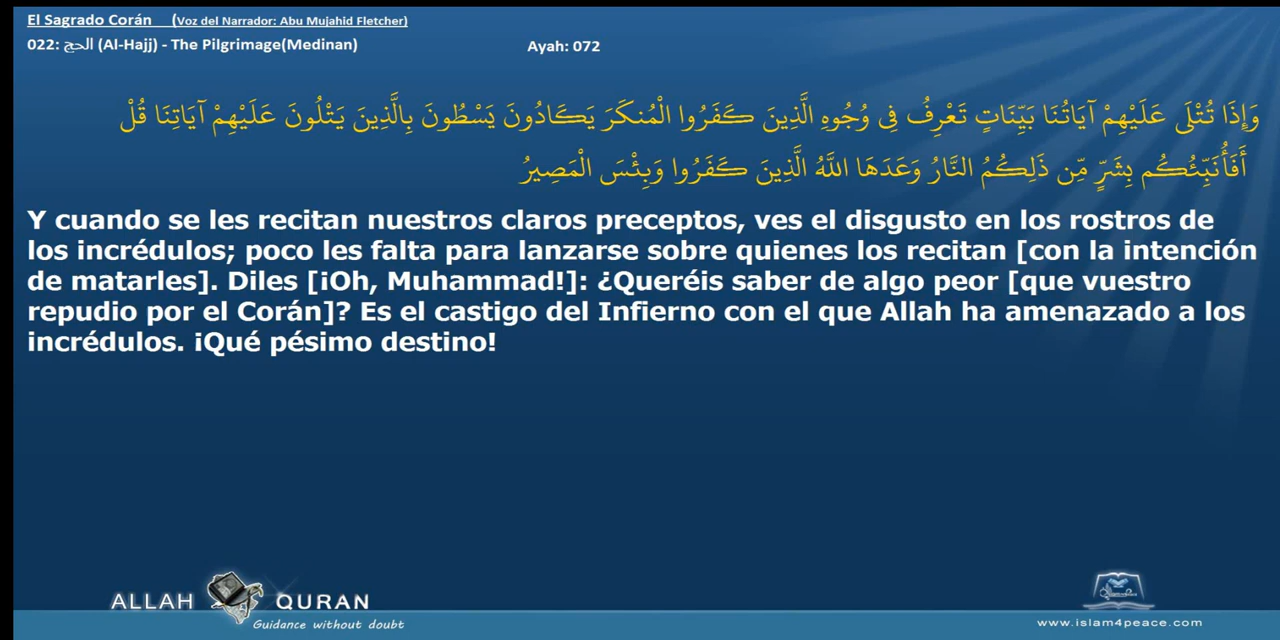 El Sagrado Corán (Voz del Narrador: Abu Mujahid Fletcher)
022: الحج (Al-Hajj) - The Pilgrimage(Medinan) Ayah: 072
وَإِذَا تُتْلَى عَلَيْهِمْ آيَاتُنَا بَيِّنَاتٍ تَعْرِفُ فِي وُجُوهِ الَّذِينَ كَفَرُوا الْمُنكَرَ يَكَادُونَ يَسْطُونَ بِالَّذِينَ يَتْلُونَ عَلَيْهِمْ آيَاتِنَا قُلْ
أَفَأُنَبِّئُكُم بِشَرٍّ مِّن ذَلِكُمُ النَّارُ وَعَدَهَا اللَّهُ الَّذِينَ كَفَرُوا وَبِئْسَ الْمَصِيرُ
Y cuando se les recitan nuestros claros preceptos, ves el disgusto en los rostros de
los incrédulos; poco les falta para lanzarse sobre quienes los recitan [con la intención
de matarles]. Diles [¡Oh, Muhammad!]: ¿Queréis saber de algo peor [que vuestro
repudio por el Corán]? Es el castigo del Infierno con el que Allah ha amenazado a los
incrédulos. ¡Qué pésimo destino!
ALLAH QURAN
Guidance without doubt
www.islam4peace.com